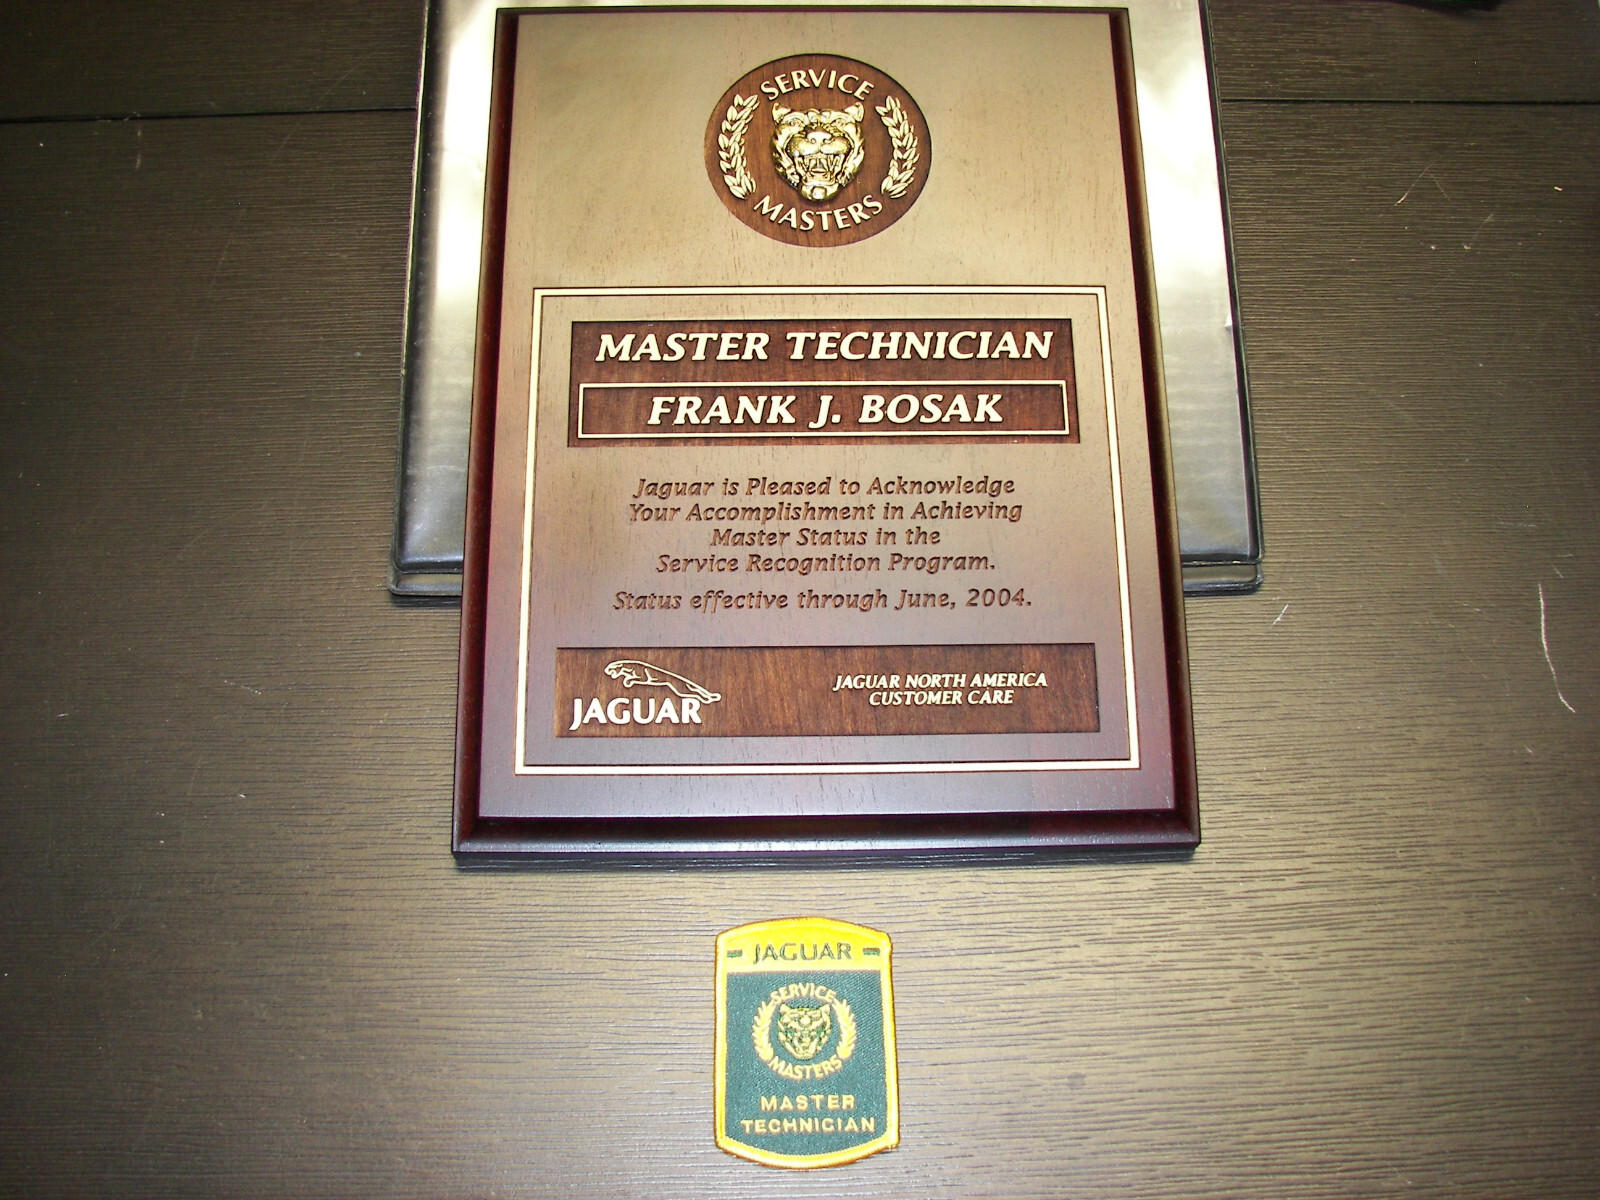 SERVICE
MASTERS
MASTER TECHNICIAN
FRANK J. BOSAK
Jaguar is Pleased to Acknowledge
Your Accomplishment in Achieving
Master Status in the
Service Recognition Program.
Status effective through June, 2004.
JAGUAR
JAGUAR NORTH AMERICA
CUSTOMER CARE
JAGUAR
SERVICE
MASTERS
MASTER
TECHNICIAN